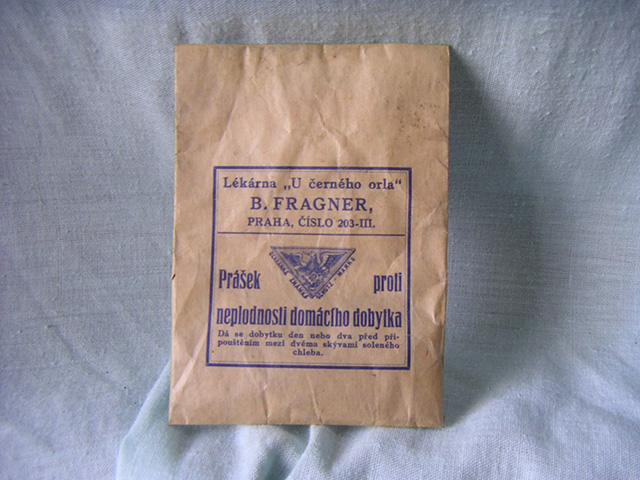 Lékárna „U černého orla"
B. FRAGNER,
PRAHA, ČÍSLO 203-III.
Prášek proti
neplodnosti domácího dobytka
Dá se dobytku den nebo dva před při-
pouštěním mezi dvěma skývami soleného
chleba.